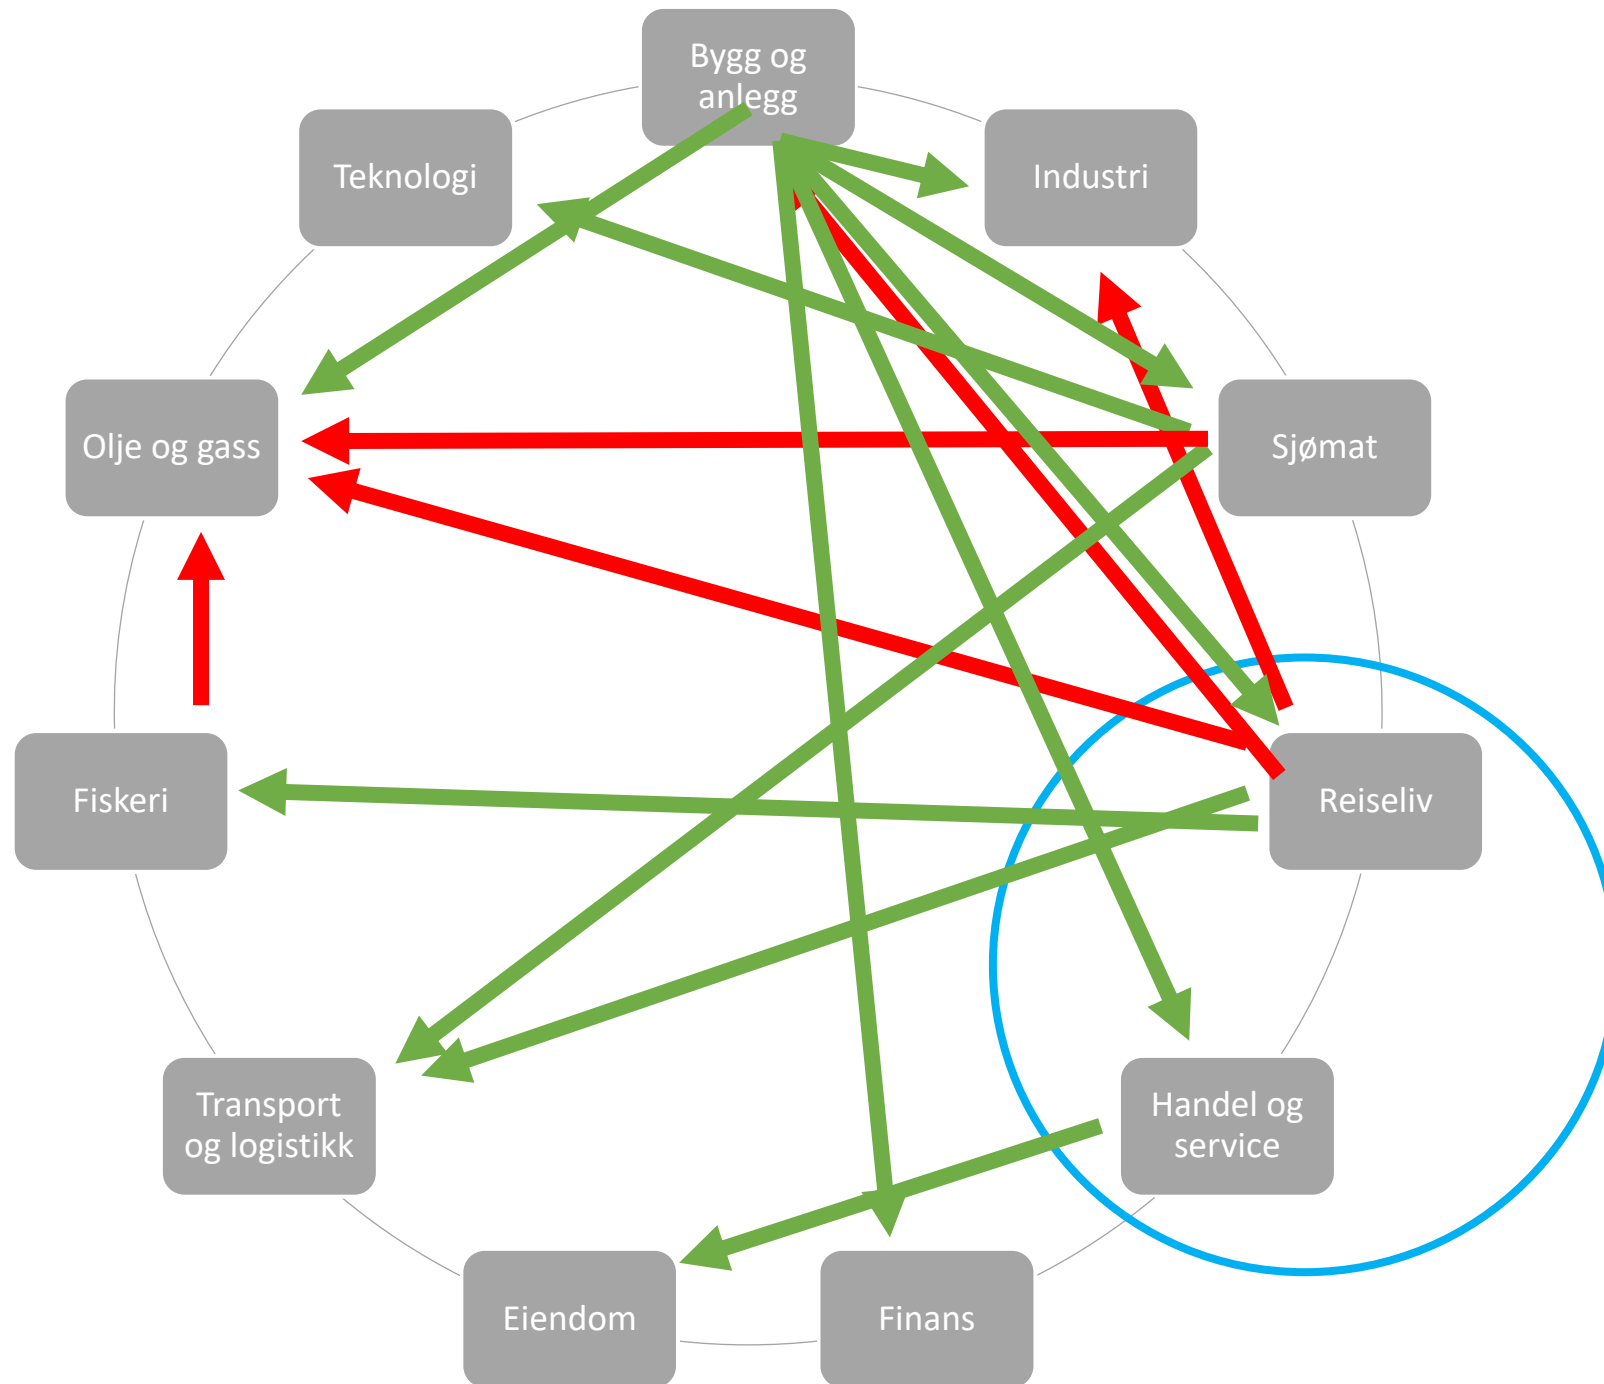 Bygg og
anlegg
Teknologi
Industri
Olje og gass
Sjømat
Fiskeri
Reiseliv
Transport
og logistikk
Handel og
service
Eiendom
Finans